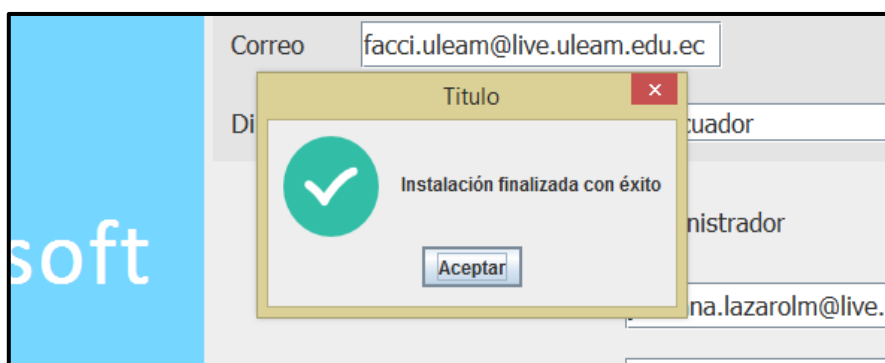 Correo facci.uleam@live.uleam.edu.ec
Titulo
Di cuador
Instalación finalizada con éxito
nistrador
soft
Aceptar
na.lazarolm@live.